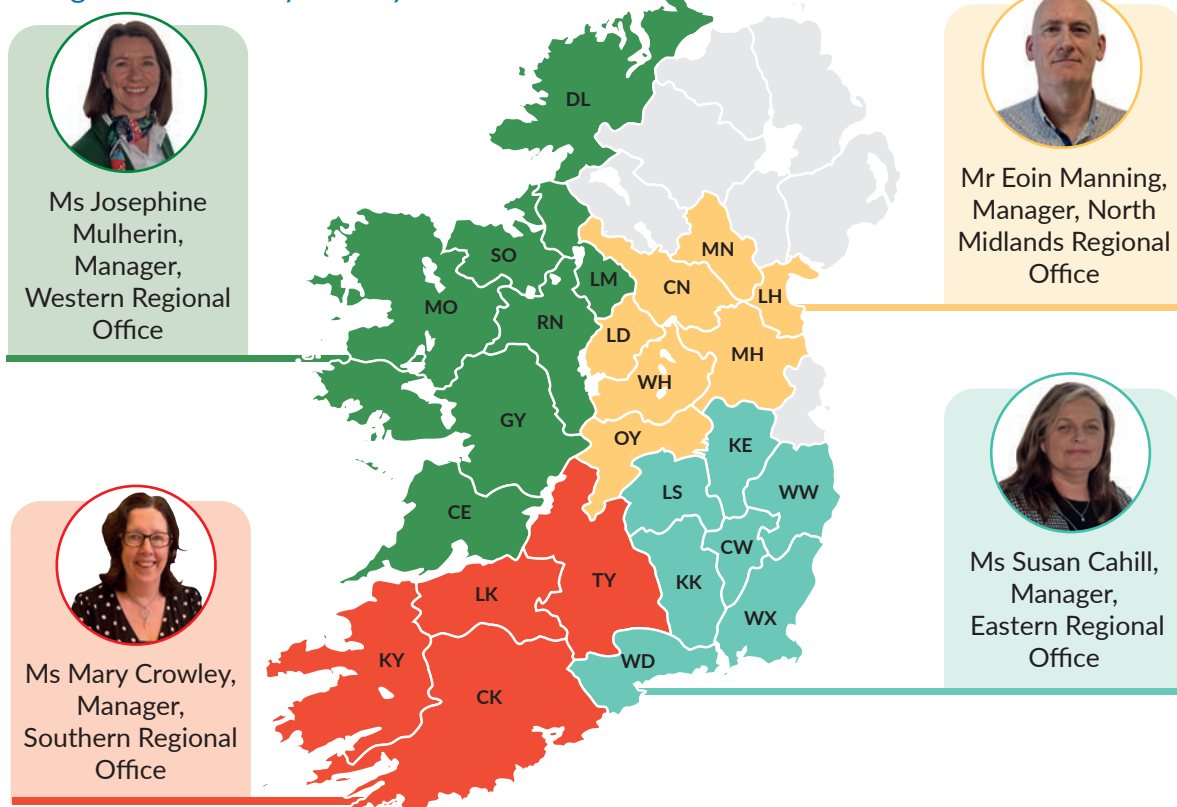 Ms Josephine
Mulherin,
Manager,
Western Regional
Office
Mr Eoin Manning,
Manager, North
Midlands Regional
Office
DL
SO
LM
MO
RN
GY
CE
MN
CN
LH
LD
MH
WH
OY
KE
LS
WW
CW
KK
WX
WD
TY
LK
KY
CK
Ms Mary Crowley,
Manager,
Southern Regional
Office
Ms Susan Cahill,
Manager,
Eastern Regional
Office